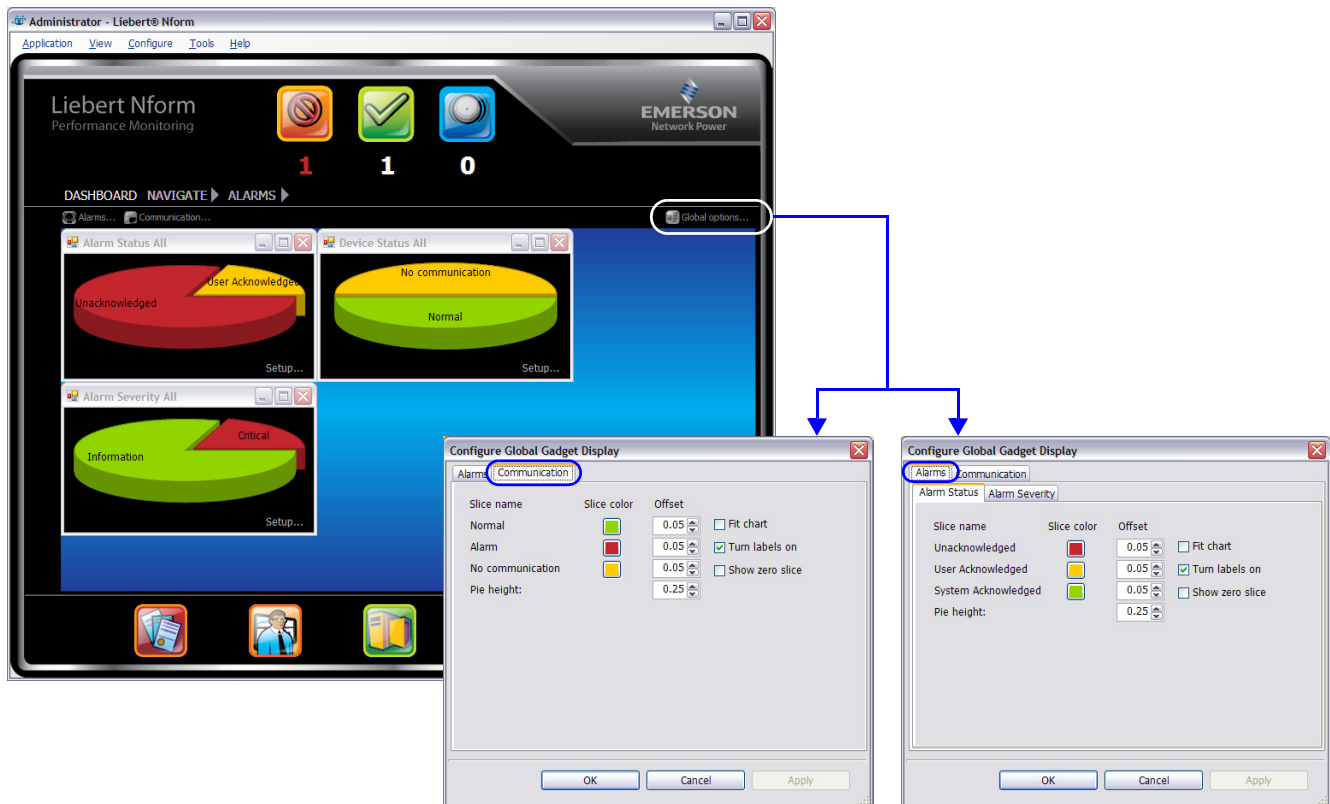 Administrator - Liebert® Nform
Application View Configure Tools Help
Liebert Nform
Performance Monitoring
EMERSON
Network Power
1 1 0
DASHBOARD NAVIGATE ALARMS
Alarms... Communication... Global options...
Alarm Status All
User Acknowledged
Unacknowledged
Setup...
Device Status All
No communication
Normal
Setup...
Alarm Severity All
Critical
Information
Setup...
Configure Global Gadget Display
Alarms Communication
Slice name Slice color Offset
Normal 0.05 Fit chart
Alarm 0.05 Turn labels on
No communication 0.05 Show zero slice
Pie height: 0.25
OK Cancel Apply
Configure Global Gadget Display
Alarms Communication
Alarm Status Alarm Severity
Slice name Slice color Offset
Unacknowledged 0.05 Fit chart
User Acknowledged 0.05 Turn labels on
System Acknowledged 0.05 Show zero slice
Pie height: 0.25
OK Cancel Apply